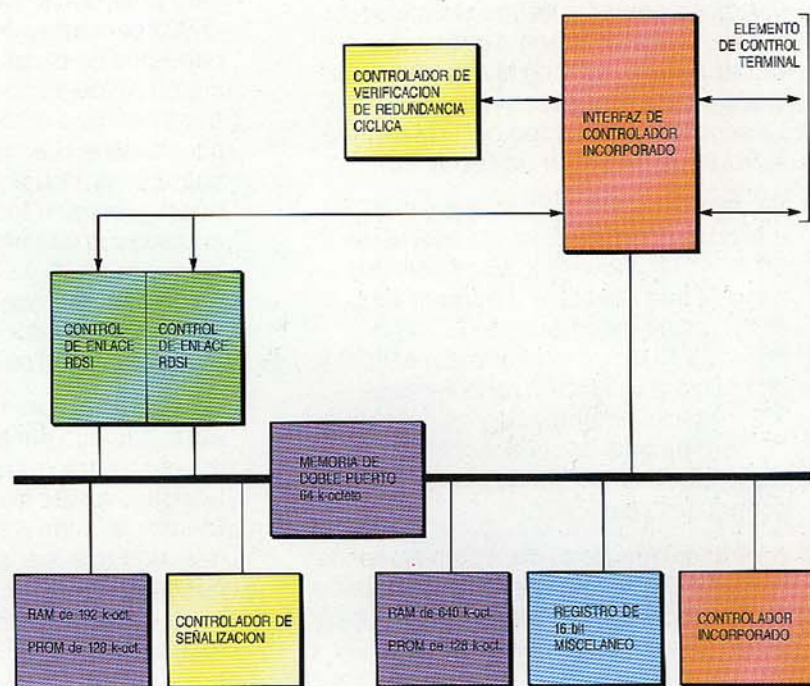 ELEMENTO
DE CONTROL
TERMINAL
CONTROLADOR DE
VERIFICACION
DE REDUNDANCIA
CICLICA
INTERFAZ DE
CONTROLADOR
INCORPORADO
CONTROL
DE ENLACE
RDSI
CONTROL
DE ENLACE
RDSI
MEMORIA DE
DOBLE PUERTO
64 k-octeto
RAM de 192 k-oct.
PROM de 128 k-oct.
CONTROLADOR DE
SEÑALIZACION
RAM de 640 k-oct.
PROM de 128 k-oct.
REGISTRO DE
16-bit
MISCELANEO
CONTROLADOR
INCORPORADO